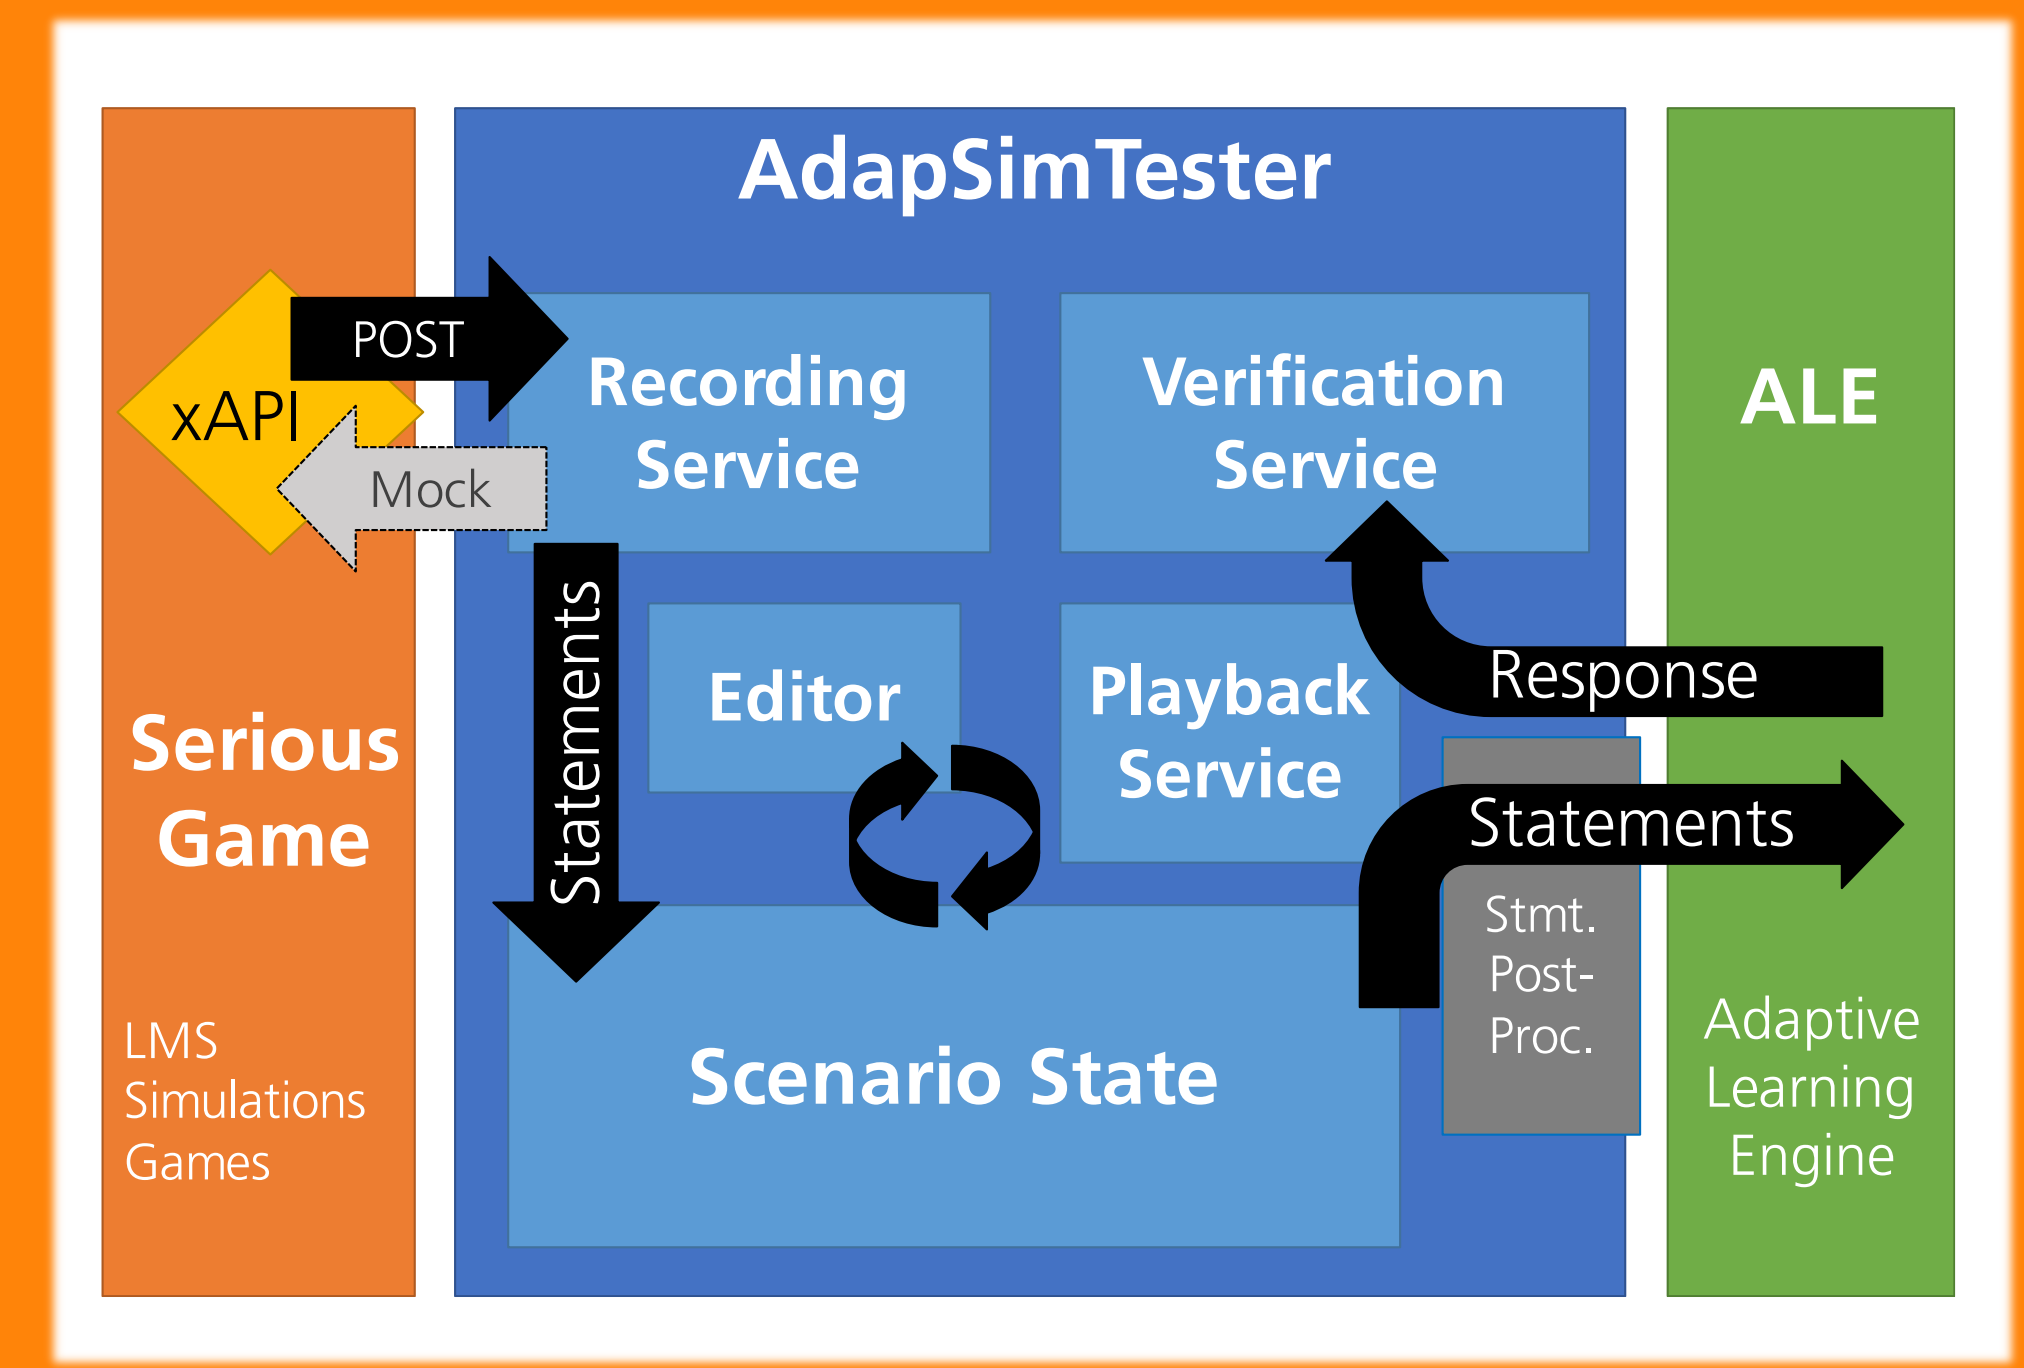 AdapSimTester
xAPI
POST
Mock
Recording
Service
Verification
Service
ALE
Statements
Editor
Playback
Service
Response
Statements
Serious
Game
Stmt.
Post-
Proc.
LMS
Simulations
Games
Scenario State
Adaptive
Learning
Engine